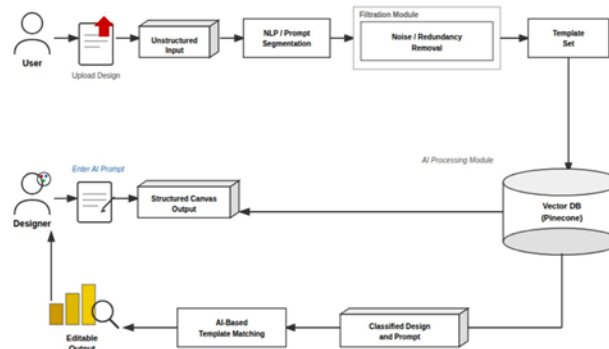 Filtration Module
User
Upload Design
Unstructured
Input
NLP / Prompt
Segmentation
Noise / Redundancy
Removal
Template
Set
Enter AI Prompt
AI Processing Module
Designer
Structured Canvas
Output
Vector DB
(Pinecone)
Editable
Output
AI-Based
Template Matching
Classified Design
and Prompt